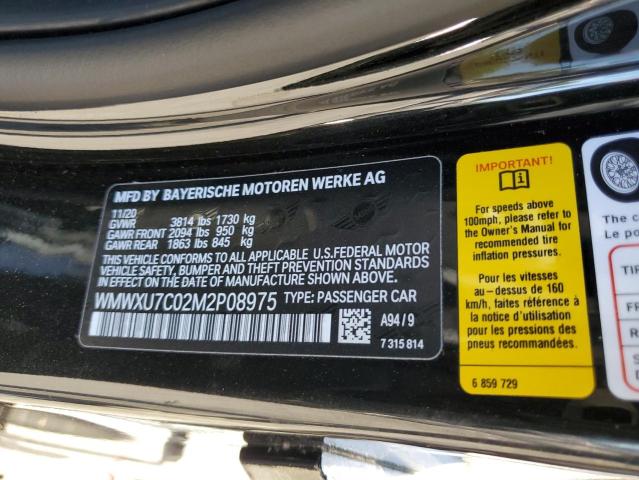 MFD BY BAYERISCHE MOTOREN WERKE AG
11/20
GVWR 3814 lbs 1730 kg
GAWR FRONT 2094 lbs 950 kg
GAWR REAR 1863 lbs 845 kg
THIS VEHICLE CONFORMS TO ALL APPLICABLE U.S.FEDERAL MOTOR
VEHICLE SAFETY, BUMPER AND THEFT PREVENTION STANDARDS
IN EFFECT ON THE DATE OF MANUFACTURE SHOWN ABOVE.
WMWXU7C02M2P08975 TYPE: PASSENGER CAR
A94 / 9
7 315 814
IMPORTANT!
For speeds above
100mph, please refer to
the Owner's Manual for
recommended tire
inflation pressures.
Pour les vitesses
au-dessus de 160
km/h, faites référence à
la notice d'utilisation
pour les pressions des
pneus recommandées.
6 859 729
The c
Le po